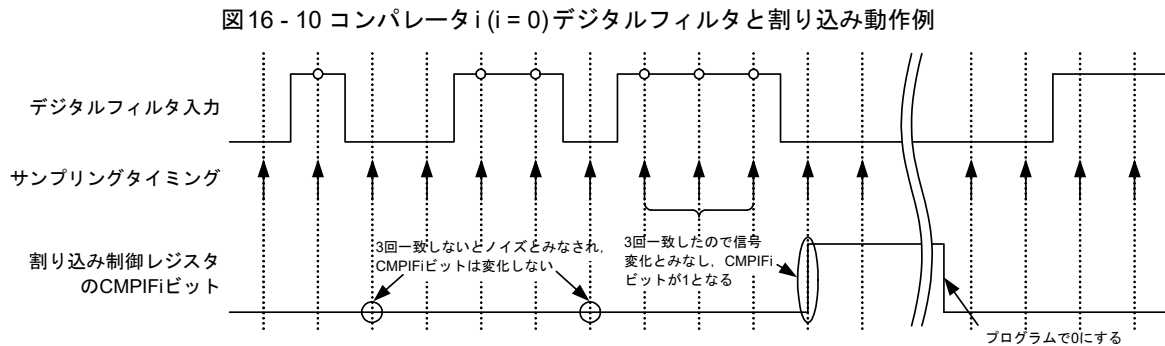 図16 - 10 コンパレータi (i = 0)デジタルフィルタと割り込み動作例
デジタルフィルタ入力
サンプリングタイミング
割り込み制御レジスタ
のCMPIFiビット
3回一致しないとノイズとみなされ,
CMPIFiビットは変化しない
3回一致したので信号
変化とみなし, CMPIFi
ビットが1となる
プログラムで0にする